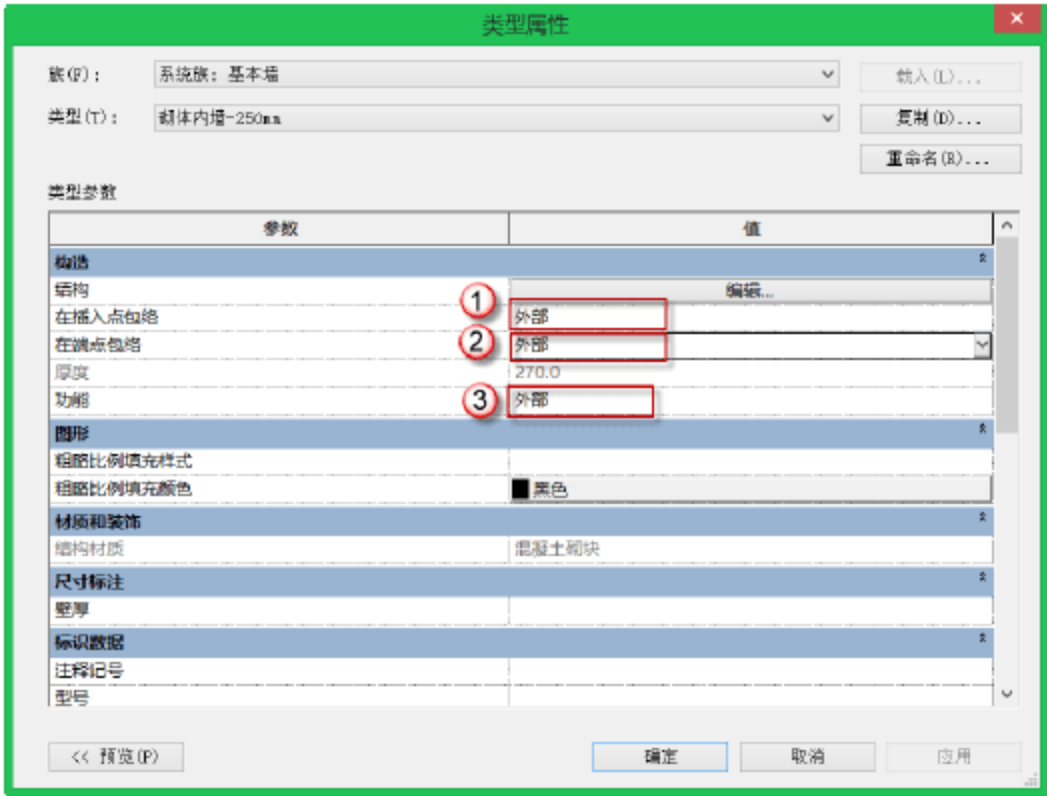 类型属性
族(F): 系统族: 基本墙 载入(L)...
类型(T): 砌体内墙-250mm 复制(D)...
重命名(R)...
类型参数
参数 值
构造
结构 编辑...
① 在插入点包络 外部
② 在端点包络 外部
厚度 270.0
③ 功能 外部
图形
粗略比例填充样式
粗略比例填充颜色 黑色
材质和装饰
结构材质 混凝土砌块
尺寸标注
壁厚
标识数据
注释记号
型号
<< 预览(P) 确定 取消 应用